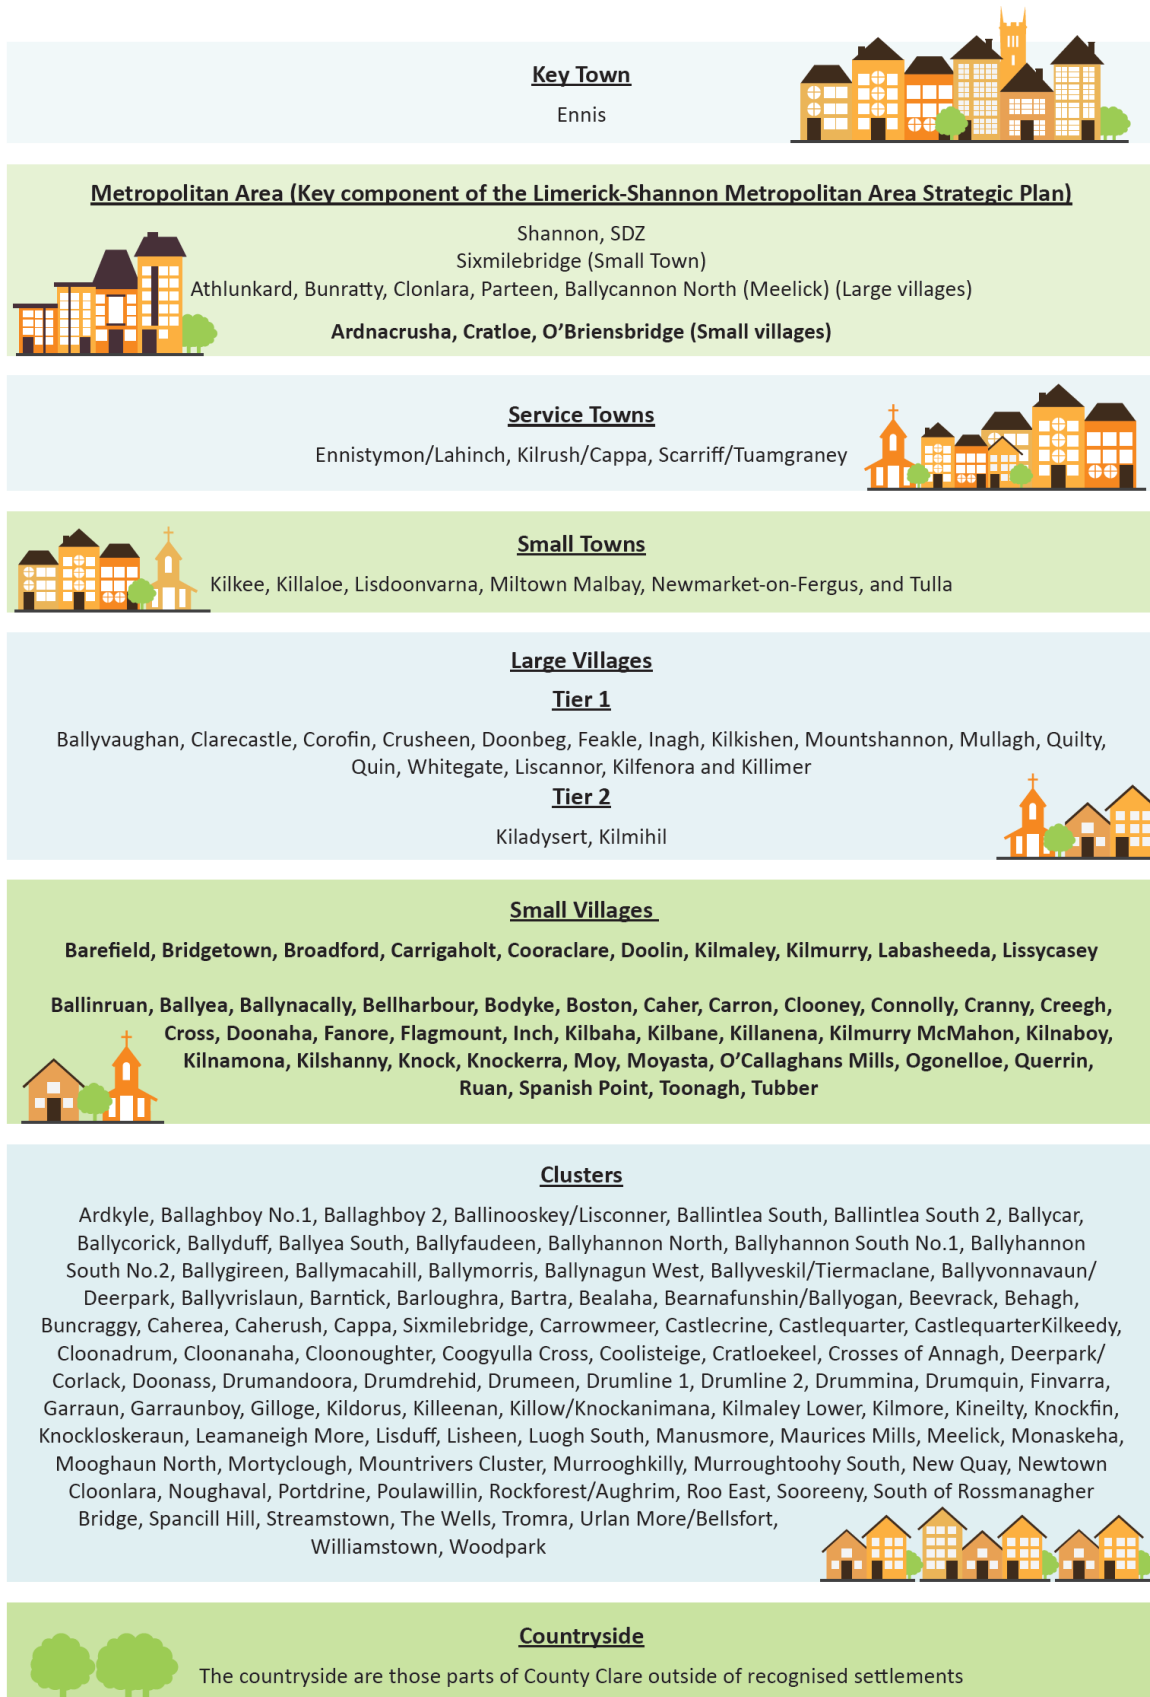 Key Town
Ennis
Metropolitan Area (Key component of the Limerick-Shannon Metropolitan Area Strategic Plan)
Shannon, SDZ
Sixmilebridge (Small Town)
Athlunkard, Bunratty, Clonlara, Parteen, Ballycannon North (Meelick) (Large villages)
Ardnacrusha, Cratloe, O’Briensbridge (Small villages)
Service Towns
Ennistymon/Lahinch, Kilrush/Cappa, Scarriff/Tuamgraney
Small Towns
Kilkee, Killaloe, Lisdoonvarna, Miltown Malbay, Newmarket-on-Fergus, and Tulla
Large Villages
Tier 1
Ballyvaughan, Clarecastle, Corofin, Crusheen, Doonbeg, Feakle, Inagh, Kilkishen, Mountshannon, Mullagh, Quilty,
Quin, Whitegate, Liscannor, Kilfenora and Killimer
Tier 2
Kiladysert, Kilmihil
Small Villages
Barefield, Bridgetown, Broadford, Carrigaholt, Cooraclare, Doolin, Kilmaley, Kilmurry, Labasheeda, Lissycasey
Ballinruan, Ballyea, Ballynacally, Bellharbour, Bodyke, Boston, Caher, Carron, Clooney, Connolly, Cranny, Creegh,
Cross, Doonaha, Fanore, Flagmount, Inch, Kilbaha, Kilbane, Killanena, Kilmurry McMahon, Kilnaboy,
Kilnamona, Kilshanny, Knock, Knockerra, Moy, Moyasta, O’Callaghans Mills, Ogonelloe, Querrin,
Ruan, Spanish Point, Toonagh, Tubber
Clusters
Ardkyle, Ballaghboy No.1, Ballaghboy 2, Ballinooskey/Lisconner, Ballintlea South, Ballintlea South 2, Ballycar,
Ballycorick, Ballyduff, Ballyea South, Ballyfaudeen, Ballyhannon North, Ballyhannon South No.1, Ballyhannon
South No.2, Ballygireen, Ballymacahill, Ballymorris, Ballynagun West, Ballyveskil/Tiermaclane, Ballyvonnavaun/
Deerpark, Ballyvrislaun, Barntick, Barloughra, Bartra, Bealaha, Bearnafunshin/Ballyogan, Beevrack, Behagh,
Buncraggy, Caherea, Caherush, Cappa, Sixmilebridge, Carrowmeer, Castlecrine, Castlequarter, CastlequarterKilkeedy,
Cloonadrum, Cloonanaha, Cloonoughter, Coogyulla Cross, Coolisteige, Cratloekeel, Crosses of Annagh, Deerpark/
Corlack, Doonass, Drumandoora, Drumdrehid, Drumeen, Drumline 1, Drumline 2, Drummina, Drumquin, Finvarra,
Garraun, Garraunboy, Gilloge, Kildorus, Killeenan, Killow/Knockanimana, Kilmaley Lower, Kilmore, Kineilty, Knockfin,
Knockloskeraun, Leamaneigh More, Lisduff, Lisheen, Luogh South, Manusmore, Maurices Mills, Meelick, Monaskeha,
Mooghaun North, Mortyclough, Mountrivers Cluster, Murrooghkilly, Murroughtoohy South, New Quay, Newtown
Cloonlara, Noughaval, Portdrine, Poulawillin, Rockforest/Aughrim, Roo East, Sooreeny, South of Rossmanagher
Bridge, Spancill Hill, Streamstown, The Wells, Tromra, Urlan More/Bellsfort,
Williamstown, Woodpark
Countryside
The countryside are those parts of County Clare outside of recognised settlements